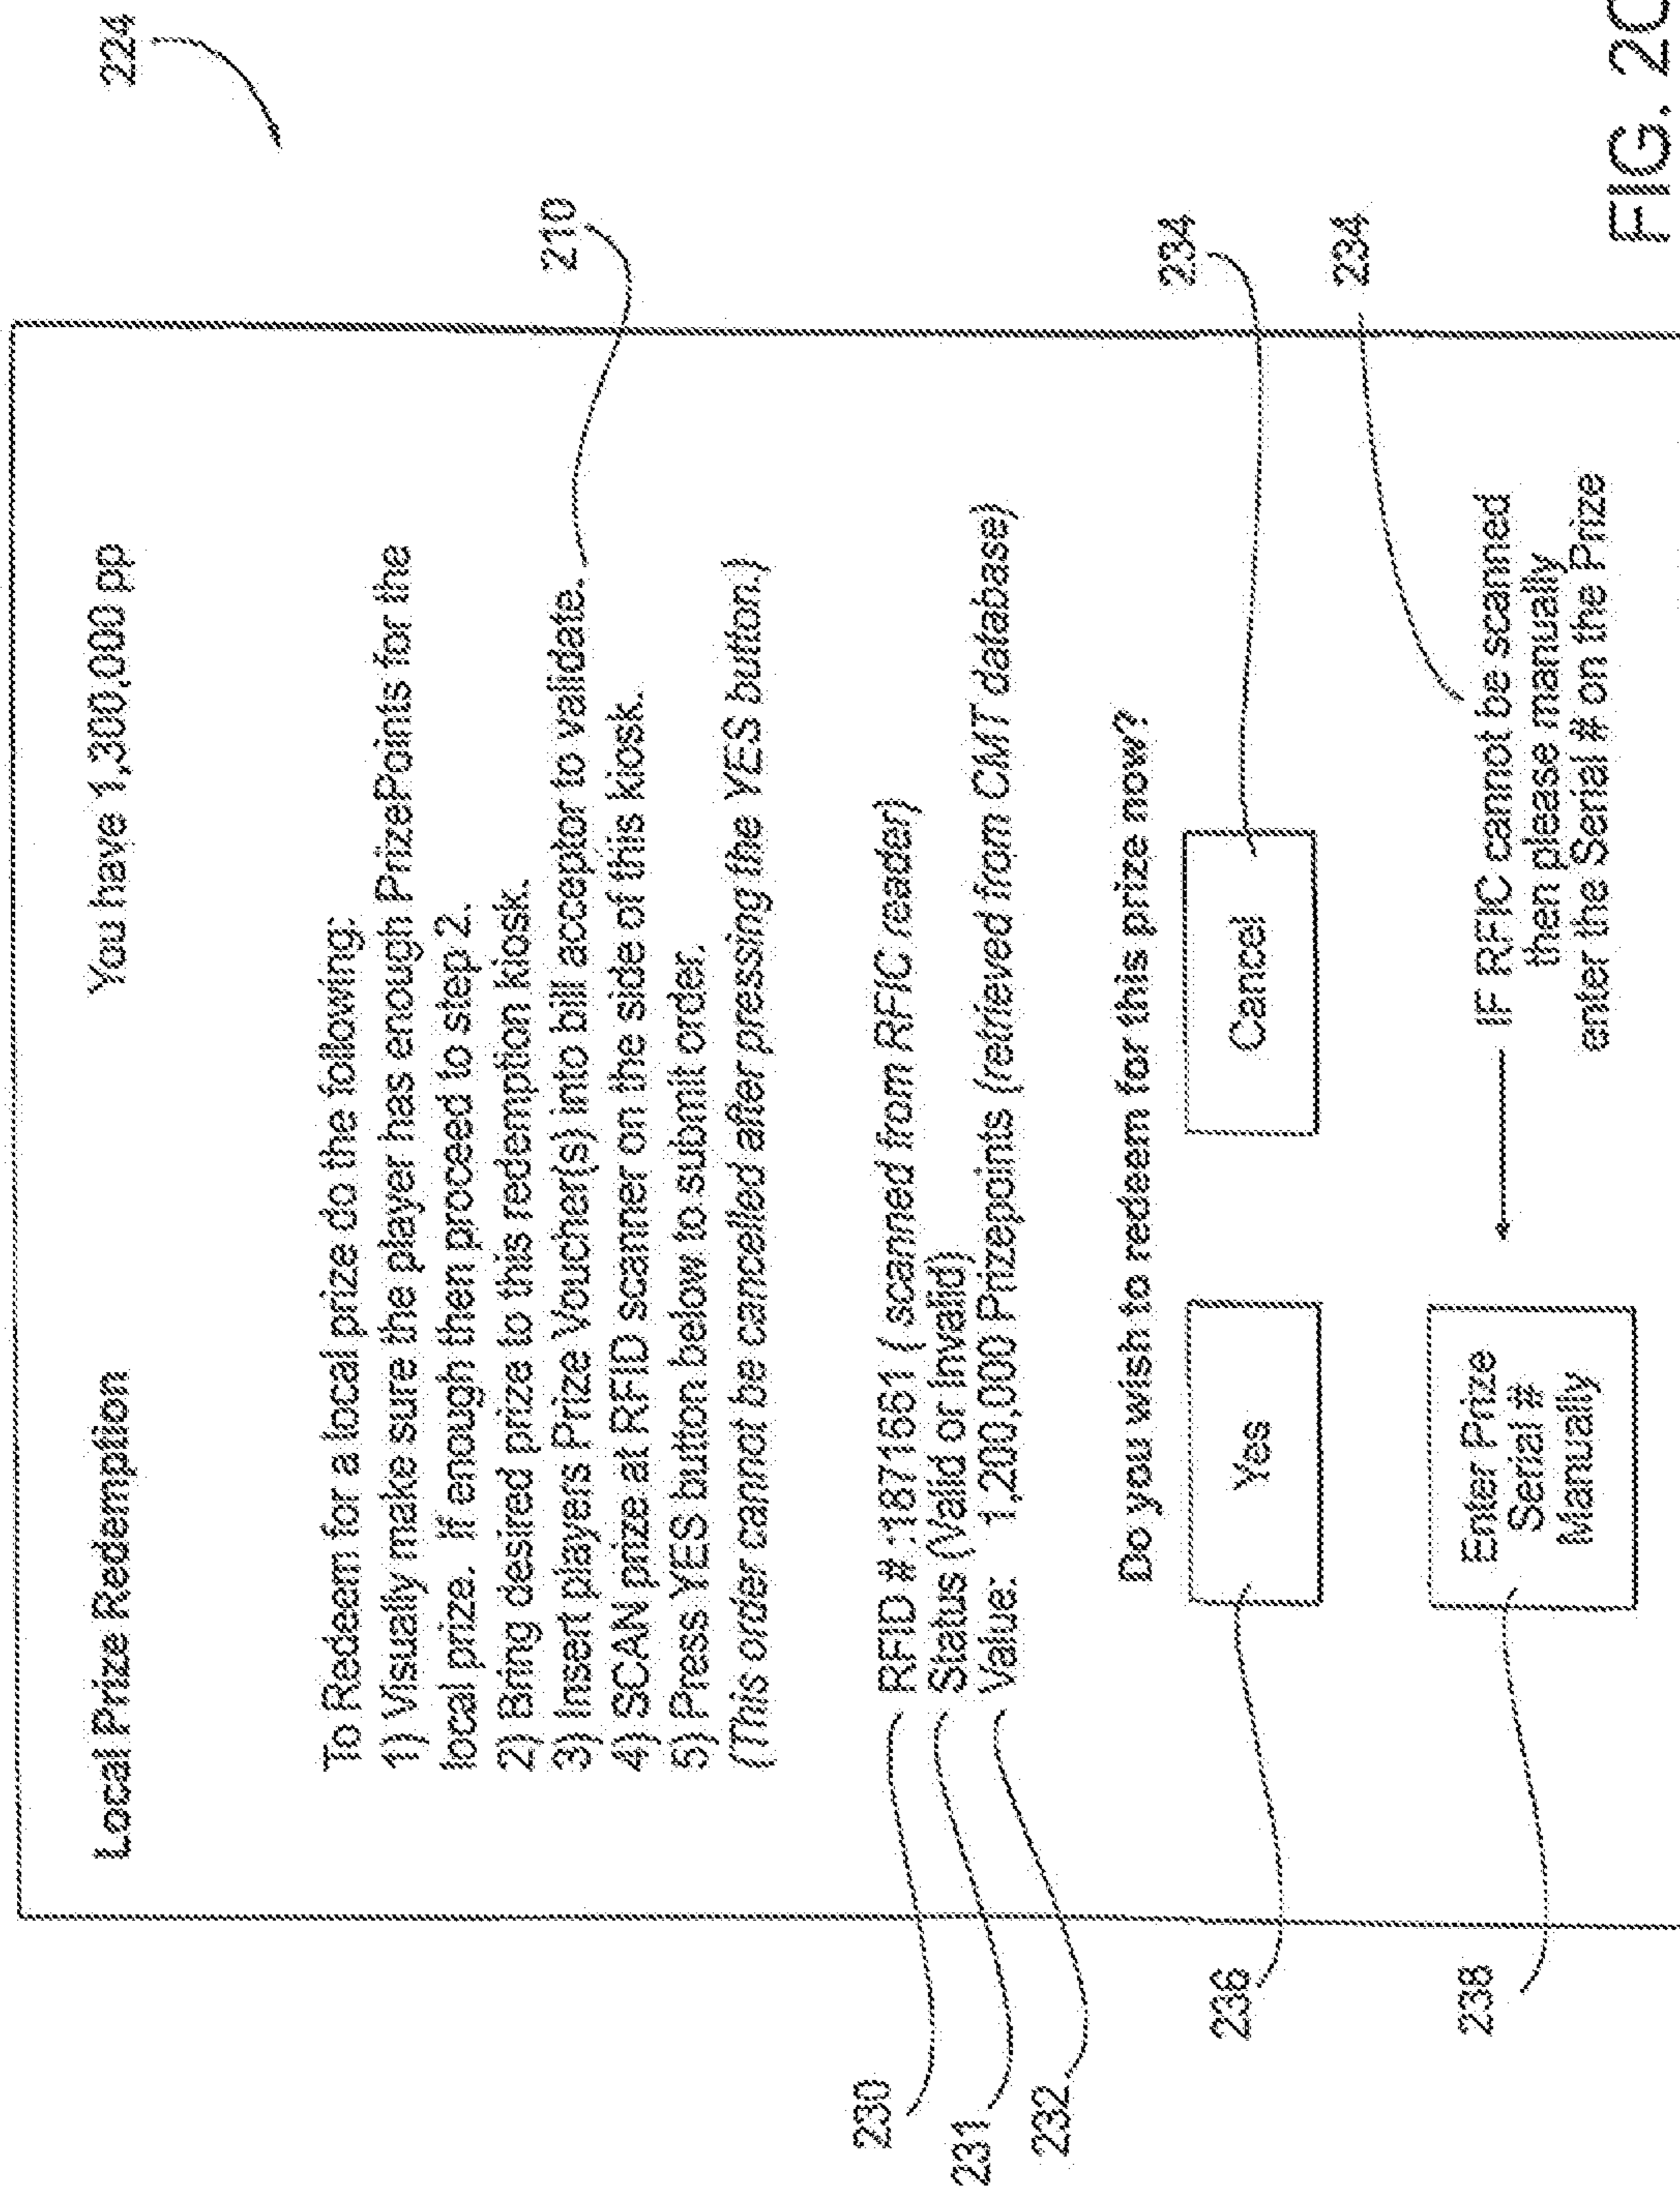 224
Local Prize Redemption You have 1,300,000 pp
To Redeem for a local prize do the following:
1) Visually make sure the player has enough PrizePoints for the
local prize. If enough then proceed to step 2.
2) Bring desired prize to this redemption kiosk.
3) Insert players Prize Voucher(s) into bill acceptor to validate.
210
4) SCAN prize at RFID scanner on the side of this kiosk.
5) Press YES button below to submit order.
(This order cannot be cancelled after pressing the YES button.)
230
RFID # :18716661 ( scanned from RFIC reader)
231
Status (Valid or Invalid)
232
Value: 1,200,000 Prizepoints (retrieved from CMT database)
Do you wish to redeem for this prize now?
236
Yes
Cancel
234
238
Enter Prize
Serial #
Manually
IF RFIC cannot be scanned
then please manually
enter the Serial # on the Prize
234
FIG. 2C